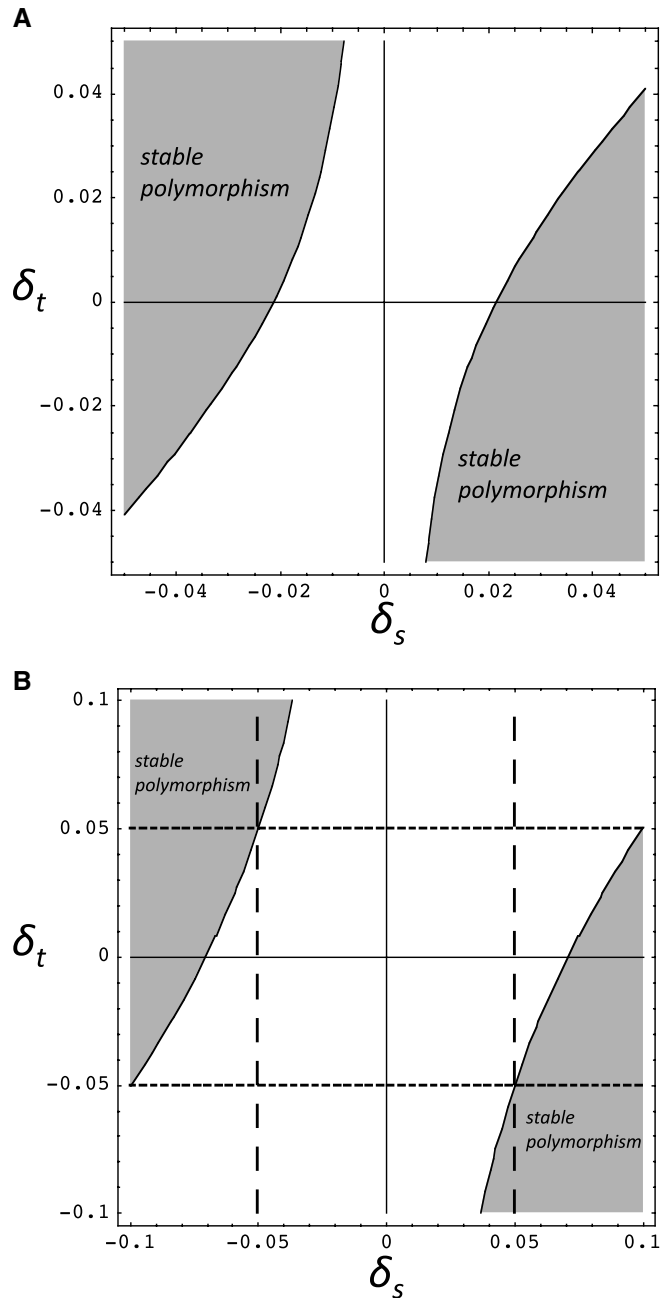 A
0.04
0.02
0
-0.02
-0.04
δt
stable
polymorphism
stable
polymorphism
-0.04 -0.02 0 0.02 0.04
δs
B
0.1
0.05
0
-0.05
-0.1
δt
stable
polymorphism
stable
polymorphism
-0.1 -0.05 0 0.05 0.1
δs